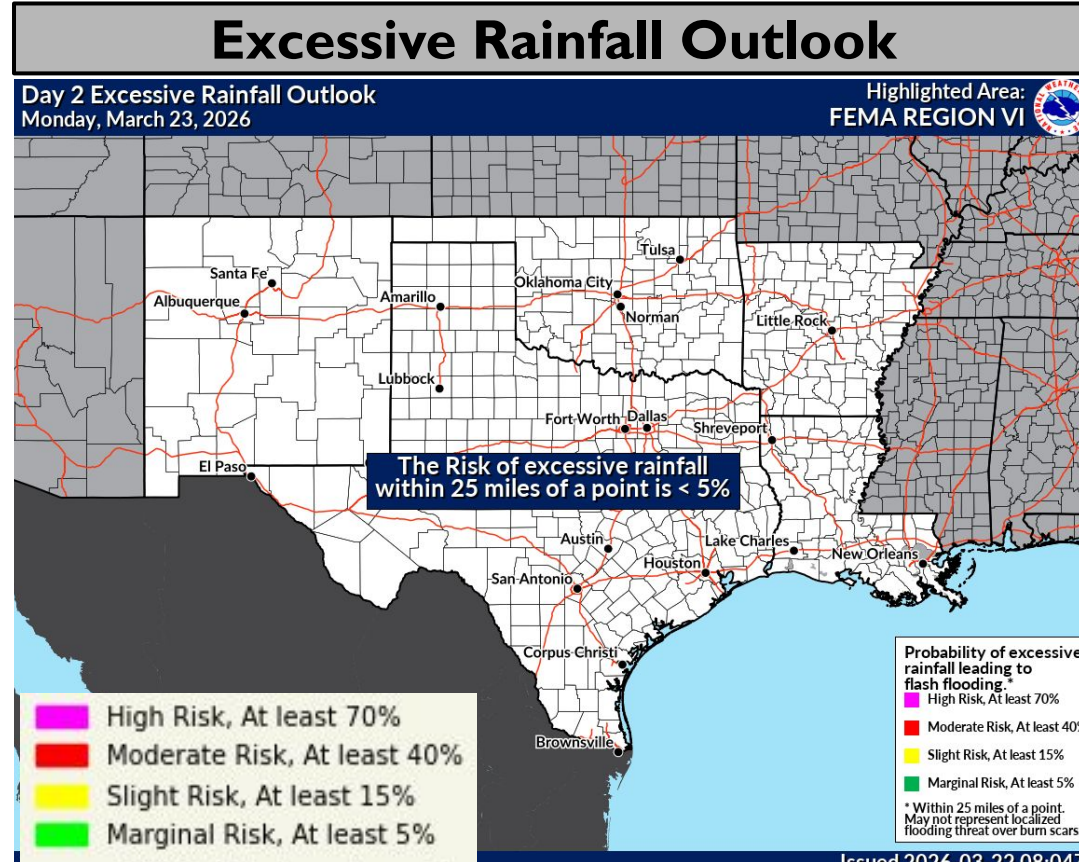 Excessive Rainfall Outlook
Day 2 Excessive Rainfall Outlook
Monday, March 23, 2026
Highlighted Area:
FEMA REGION VI
Tulsa
Santa Fe
Oklahoma City
Albuquerque
Amarillo
Norman
Little Rock
Lubbock
Fort Worth
Dallas
Shreveport
El Paso
The Risk of excessive rainfall
within 25 miles of a point is < 5%
Austin
Lake Charles
Houston
New Orleans
San Antonio
Corpus Christi
Brownsville
High Risk, At least 70%
Moderate Risk, At least 40%
Slight Risk, At least 15%
Marginal Risk, At least 5%
Probability of excessive
rainfall leading to
flash flooding.*
High Risk, At least 70%
Moderate Risk, At least 40%
Slight Risk, At least 15%
Marginal Risk, At least 5%
* Within 25 miles of a point.
May not represent localized
flooding threat over burn scars
Issued 2026-03-22 08:04